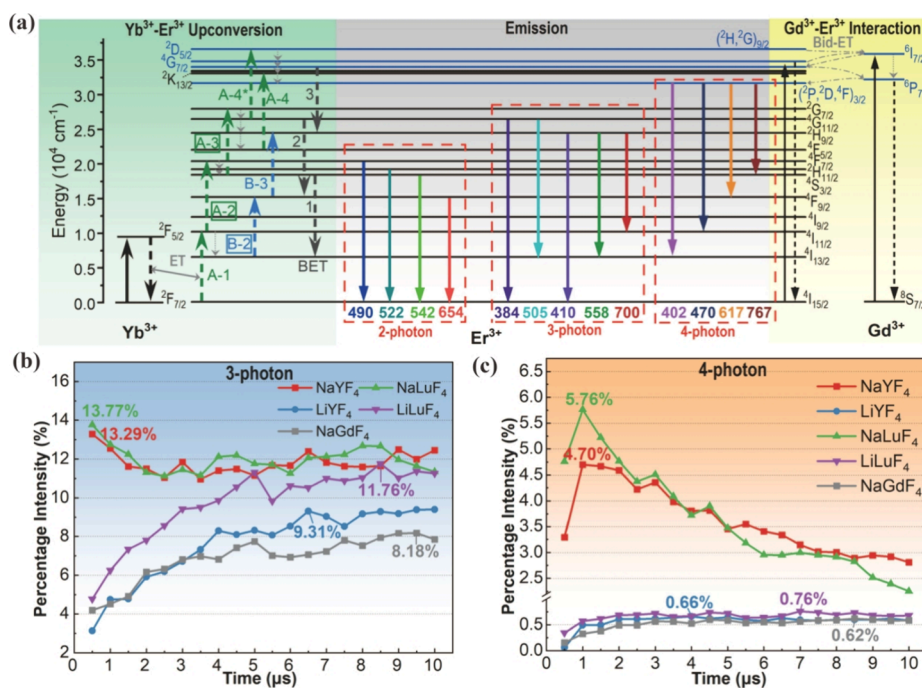 (a)
Yb³⁺-Er³⁺ Upconversion
Emission
Gd³⁺-Er³⁺ Interaction
Energy (10⁴ cm⁻¹)
3.5
3.0
2.5
2.0
1.5
1.0
0.5
0.0
²D₅/₂
⁴G₇/₂
²K₁₃/₂
²F₅/₂
²F₇/₂
ET
A-1
A-2
A-3
A-4*
A-4
B-2
B-3
3
2
1
BET
(²H,²G)₉/₂
Bid-ET
⁶I₇/₂
⁶P₇/₂
(²P,²D,⁴F)₃/₂
²G₇/₂
⁴G₁₁/₂
²H₉/₂
⁴F₅/₂
⁴F₇/₂
²H₁₁/₂
⁴S₃/₂
⁴F₉/₂
⁴I₉/₂
⁴I₁₁/₂
⁴I₁₃/₂
⁴I₁₅/₂
⁸S₇/₂
490 522 542 654
384 505 410 558 700
402 470 617 767
2-photon
3-photon
4-photon
Yb³⁺
Er³⁺
Gd³⁺
(b)
3-photon
Percentage Intensity (%)
16
14
12
10
8
6
4
2
NaYF₄
NaLuF₄
LiYF₄
LiLuF₄
NaGdF₄
13.77%
13.29%
11.76%
9.31%
8.18%
0 1 2 3 4 5 6 7 8 9 10
Time (µs)
(c)
4-photon
Percentage Intensity (%)
6.5
6.0
5.5
5.0
4.5
4.0
3.5
3.0
2.5
2.0
0.5
0.0
NaYF₄
LiYF₄
NaLuF₄
LiLuF₄
NaGdF₄
5.76%
4.70%
0.66%
0.76%
0.62%
0 1 2 3 4 5 6 7 8 9 10
Time (µs)